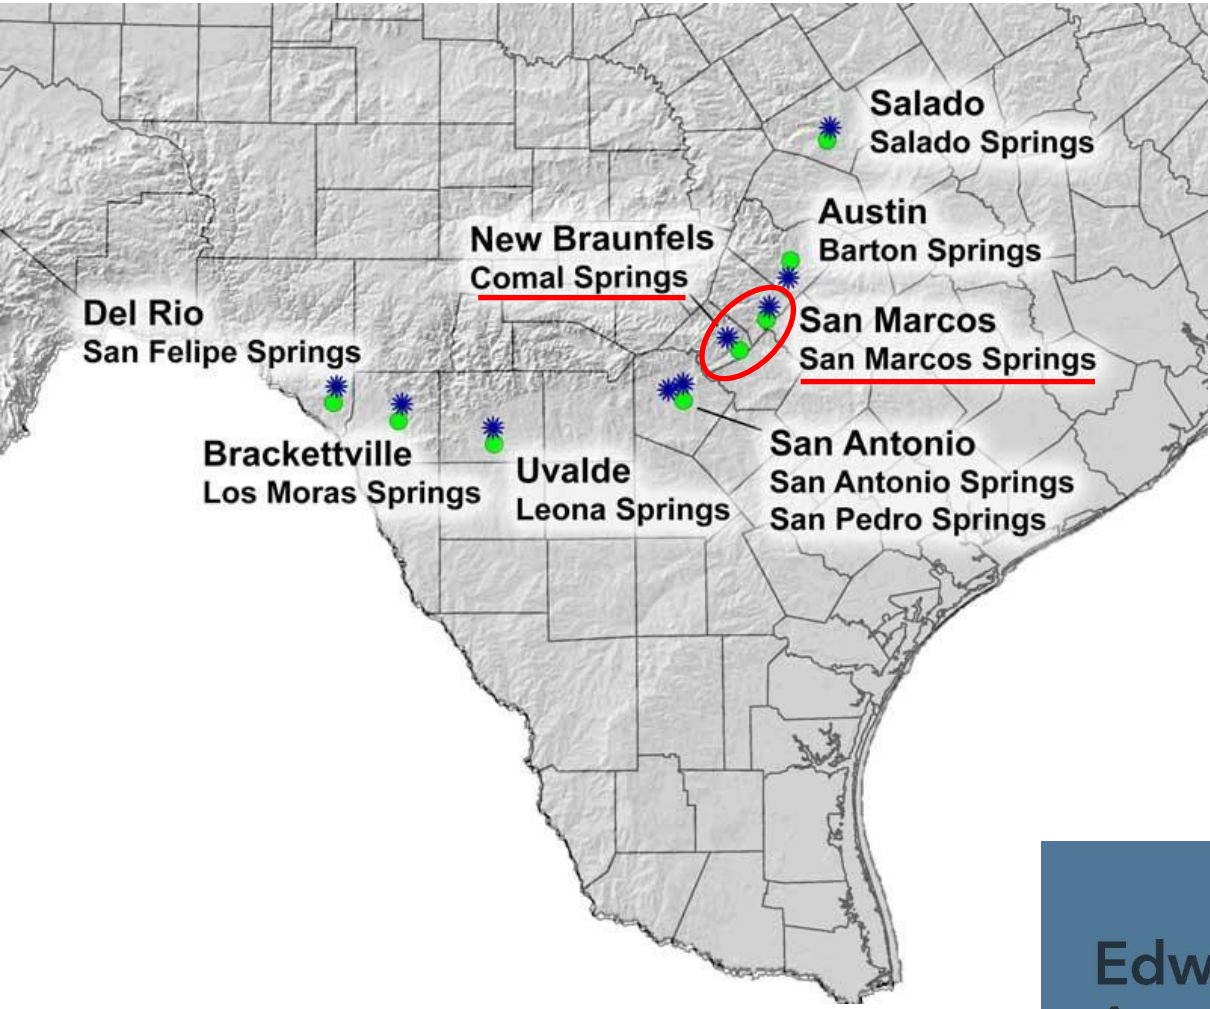 Salado
Salado Springs
Austin
Barton Springs
New Braunfels
Comal Springs
Del Rio
San Felipe Springs
San Marcos
San Marcos Springs
Brackettville
Los Moras Springs
Uvalde
Leona Springs
San Antonio
San Antonio Springs
San Pedro Springs
Edw